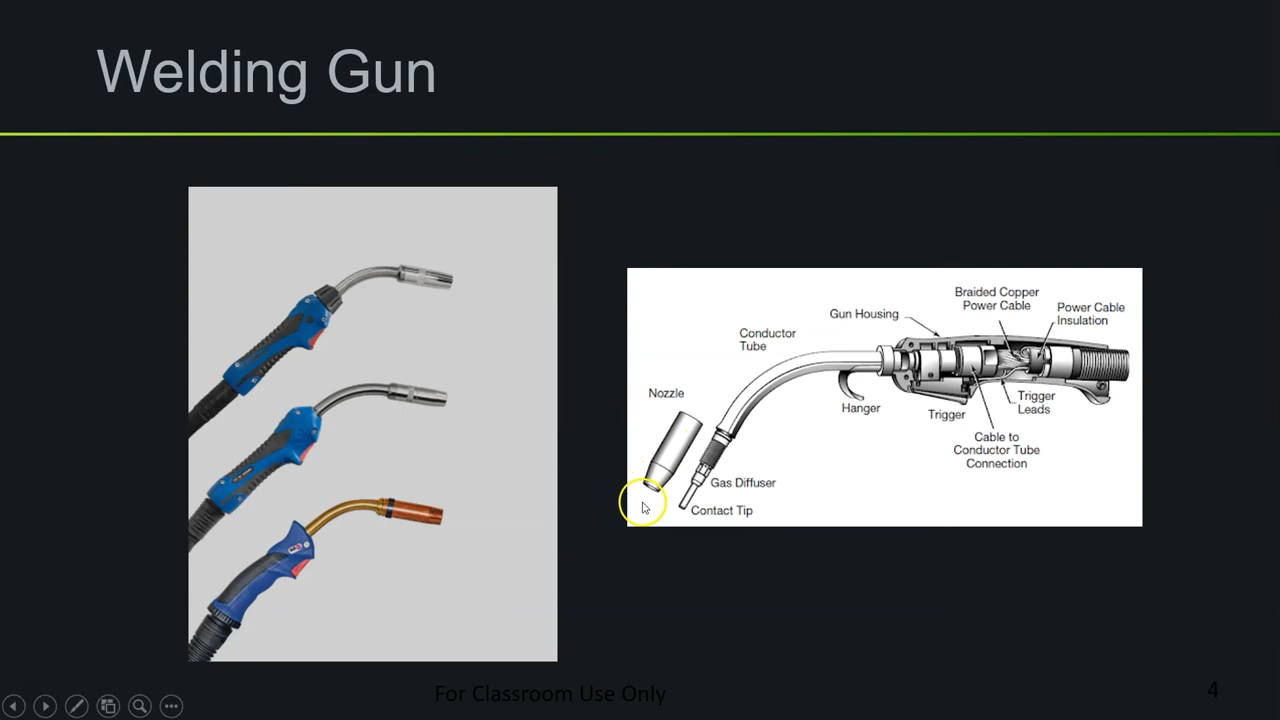 Welding Gun
Braided Copper
Power Cable
Power Cable
Insulation
Gun Housing
Conductor
Tube
Nozzle
Hanger
Trigger
Trigger
Leads
Cable to
Conductor Tube
Connection
Gas Diffuser
Contact Tip
For Classroom Use Only
4